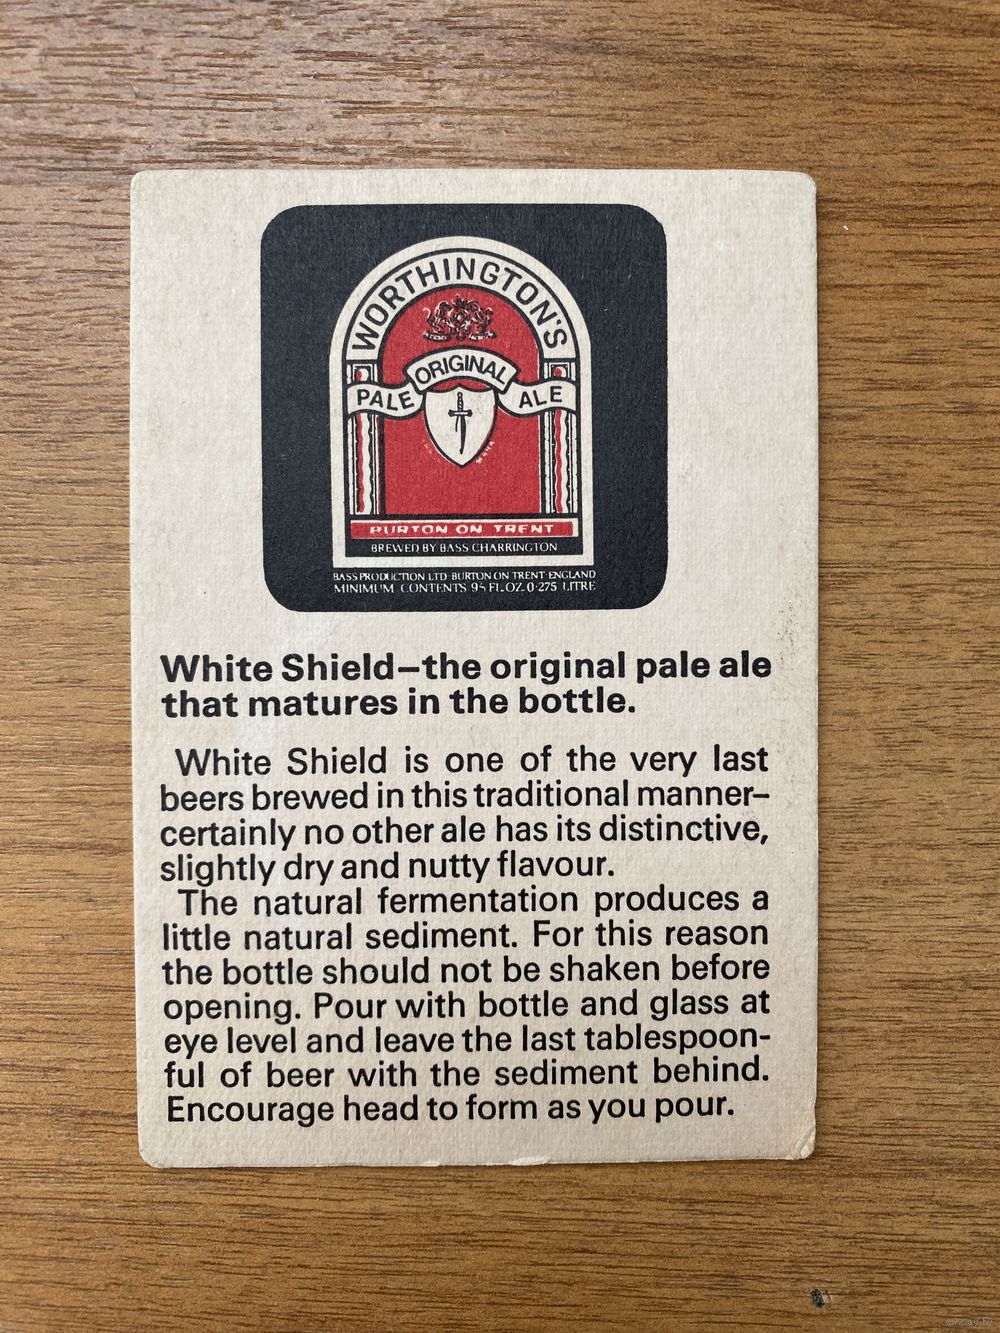 WORTHINGTON'S
ORIGINAL
PALE ALE
BURTON ON TRENT
BREWED BY BASS CHARRINGTON
BASS PRODUCTION LTD BURTON ON TRENT ENGLAND
MINIMUM CONTENTS FL.OZ. 0·275 LITRE
White Shield–the original pale ale
that matures in the bottle.
White Shield is one of the very last
beers brewed in this traditional manner–
certainly no other ale has its distinctive,
slightly dry and nutty flavour.
The natural fermentation produces a
little natural sediment. For this reason
the bottle should not be shaken before
opening. Pour with bottle and glass at
eye level and leave the last tablespoon-
ful of beer with the sediment behind.
Encourage head to form as you pour.
www.ay.by